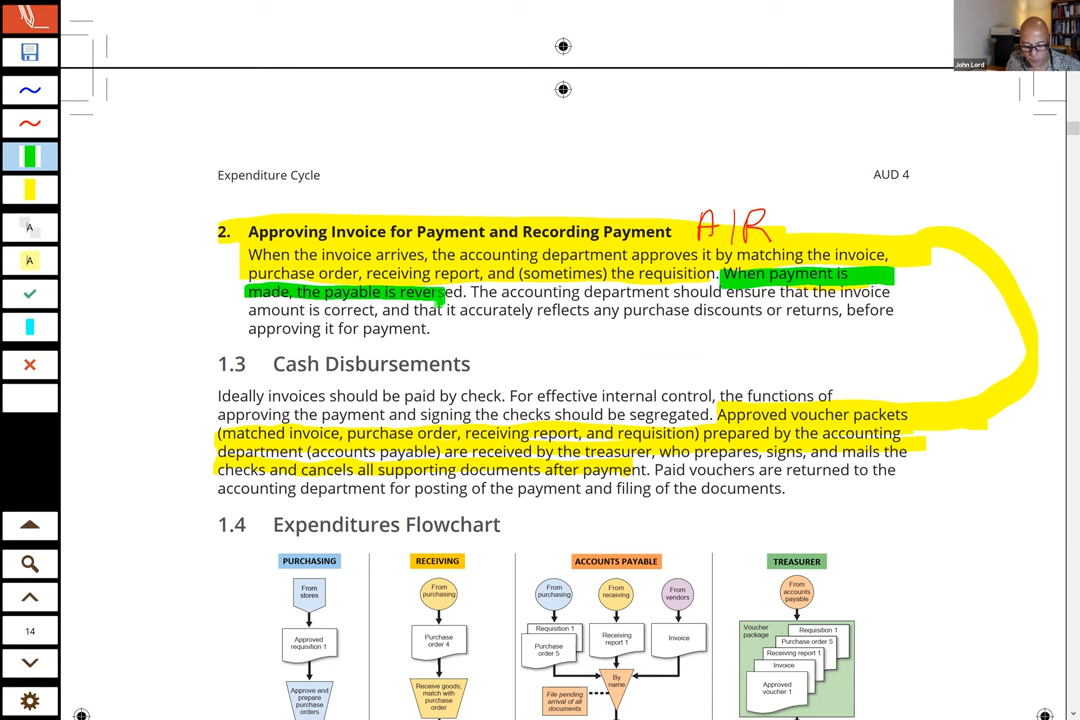 John Lord
Expenditure Cycle
AUD 4
2. Approving Invoice for Payment and Recording Payment
A/R
When the invoice arrives, the accounting department approves it by matching the invoice,
purchase order, receiving report, and (sometimes) the requisition. When payment is
made, the payable is reversed. The accounting department should ensure that the invoice
amount is correct, and that it accurately reflects any purchase discounts or returns, before
approving it for payment.
1.3 Cash Disbursements
Ideally invoices should be paid by check. For effective internal control, the functions of
approving the payment and signing the checks should be segregated. Approved voucher packets
(matched invoice, purchase order, receiving report, and requisition) prepared by the accounting
department (accounts payable) are received by the treasurer, who prepares, signs, and mails the
checks and cancels all supporting documents after payment. Paid vouchers are returned to the
accounting department for posting of the payment and filing of the documents.
1.4 Expenditures Flowchart
PURCHASING
RECEIVING
ACCOUNTS PAYABLE
TREASURER
From
stores
From
purchasing
From
purchasing
From
receiving
From
vendors
From
accounts
payable
Approved
requisition 1
Purchase
order 4
Requisition 1
Purchase
order 5
Receiving
report 1
Invoice
Voucher
package
Requisition 1
Purchase order 5
Receiving report 1
Invoice
Approved
voucher 1
Approve and
prepare
purchase
orders
Receive goods;
match with
purchase
order
By
name
File pending
arrival of all
documents
A
A
14